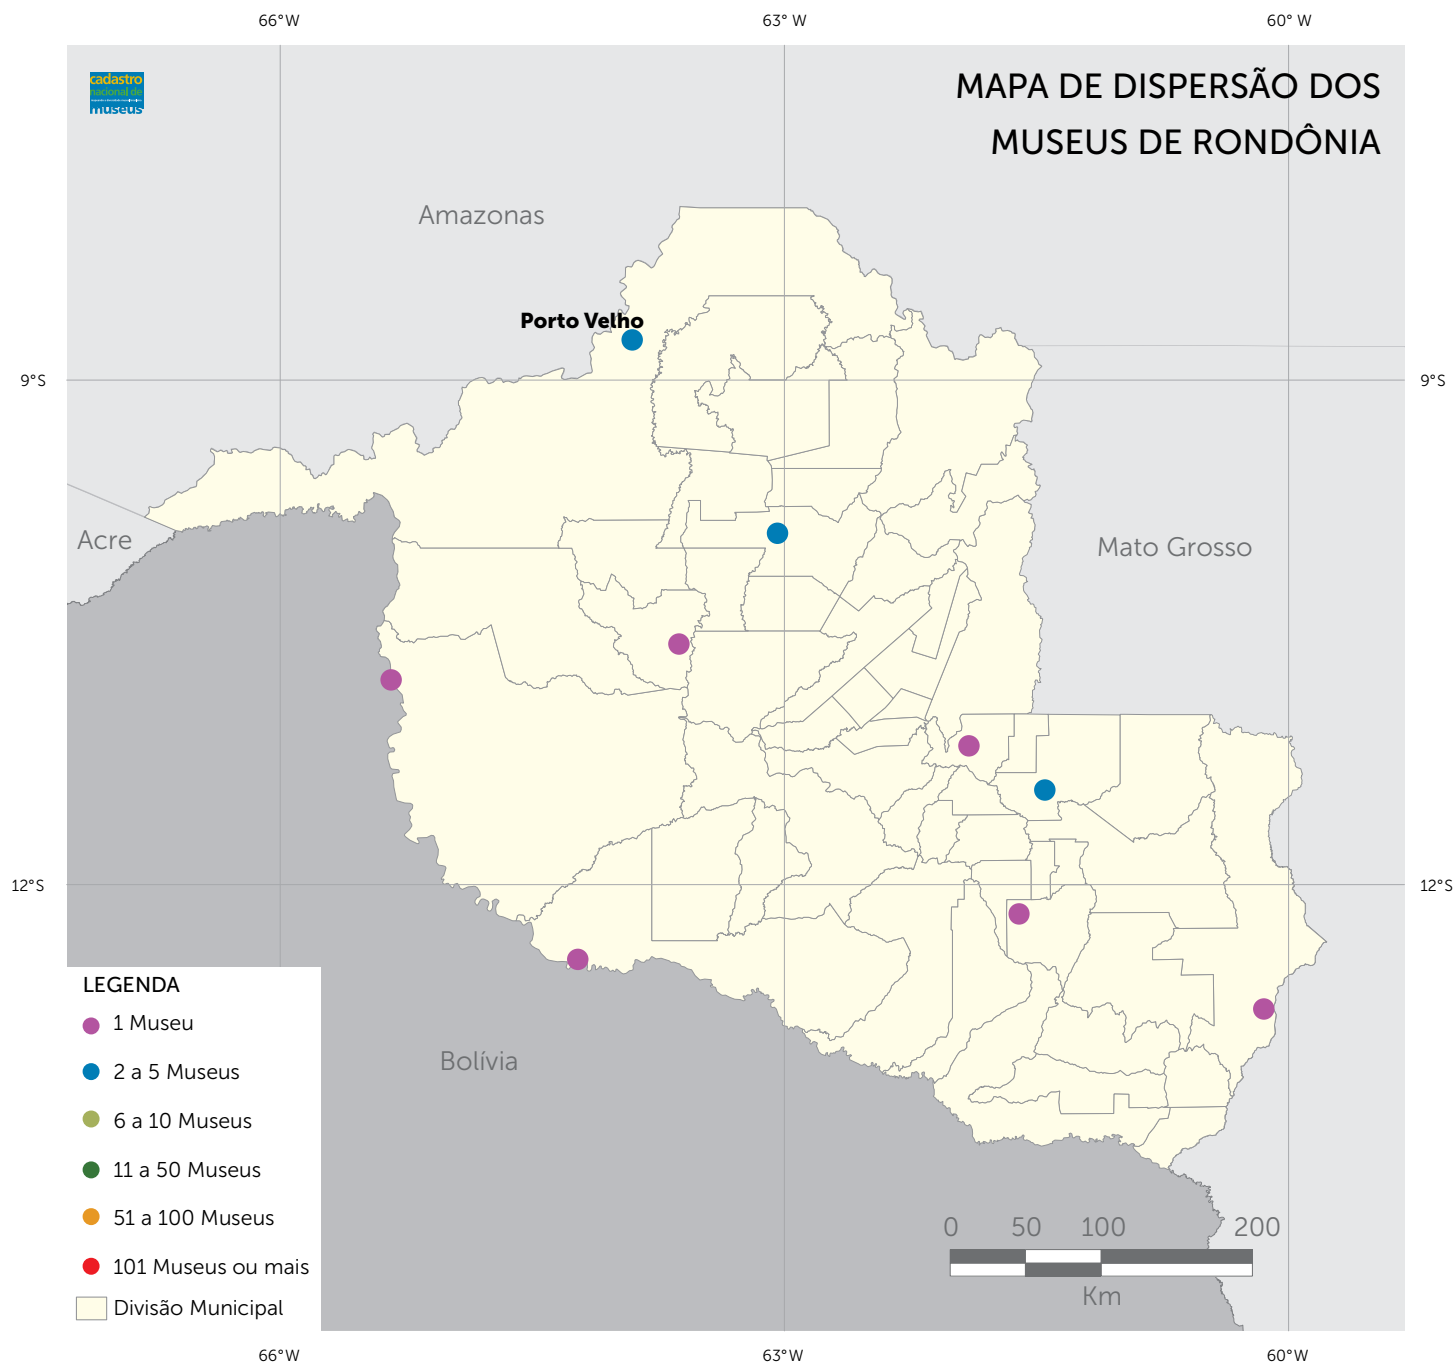 66°W 63° W 60° W
cadastro
nacional de
museus
MAPA DE DISPERSÃO DOS
MUSEUS DE RONDÔNIA
Amazonas
Porto Velho
9°S 9°S
Acre
Mato Grosso
12°S 12°S
LEGENDA
1 Museu
2 a 5 Museus
6 a 10 Museus
11 a 50 Museus
51 a 100 Museus
101 Museus ou mais
Divisão Municipal
Bolívia
0 50 100 200
Km
66°W 63°W 60°W